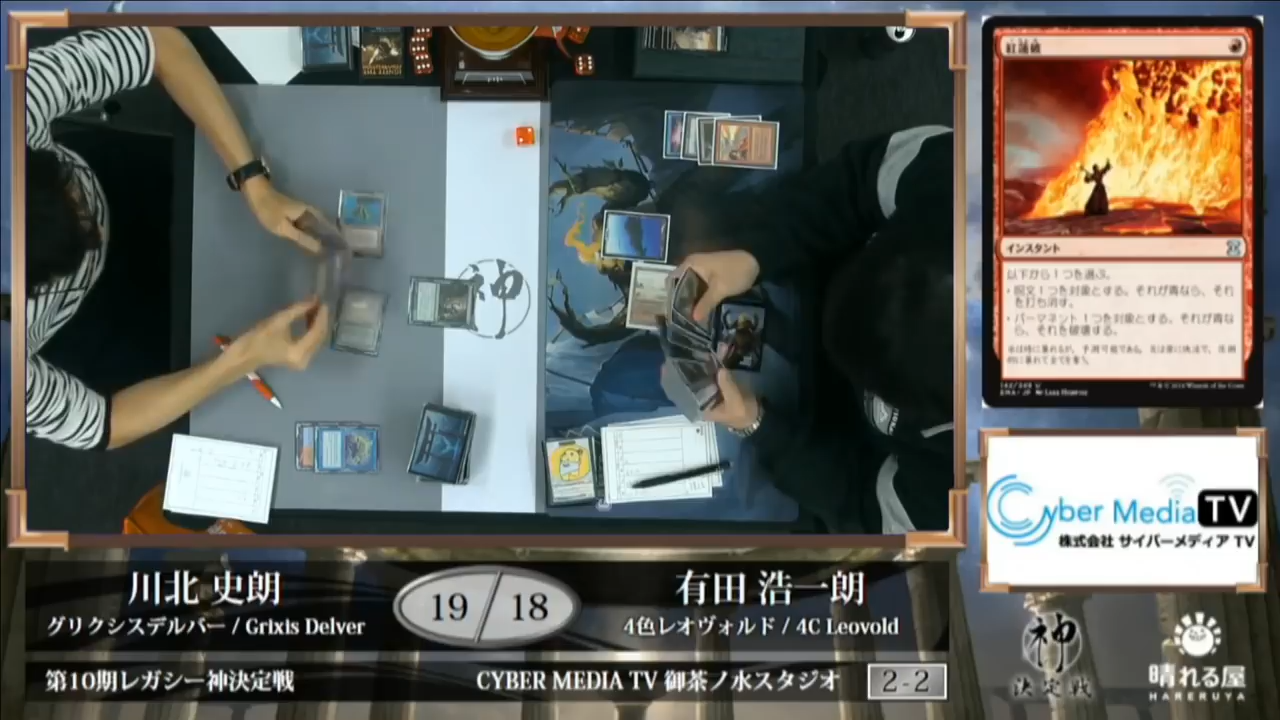 紅蓮破
インスタント
以下から1つを選ぶ。
・呪文1つを対象とする。それが青なら、それを打ち消す。
・パーマネント1つを対象とする。それが青なら、それを破壊する。
神
Cyber Media TV
株式会社 サイバーメディア TV
川北 史朗
19 / 18
有田 浩一朗
グリクシスデルバー / Grixis Delver
4色レオヴォルド / 4C Leovold
第10期レガシー神決定戦
CYBER MEDIA TV 御茶ノ水スタジオ
2-2
神
決定戦
晴れる屋
HARERUYA